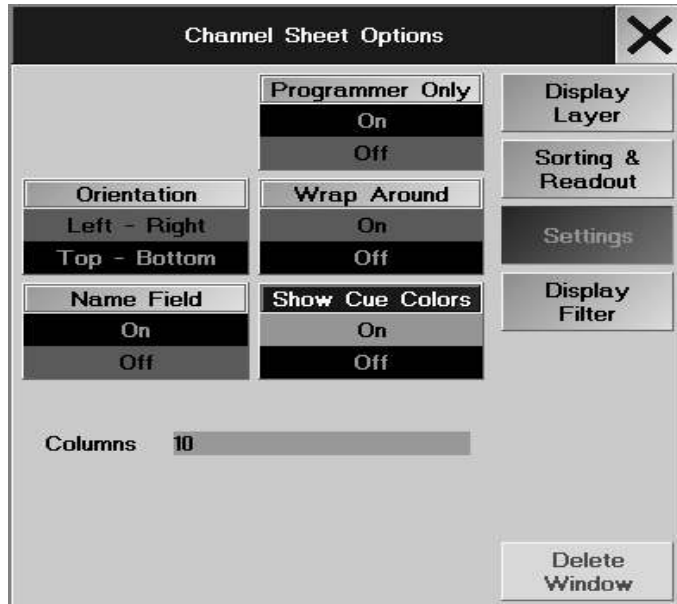 Channel Sheet Options
Programmer Only
On
Off
Orientation
Left - Right
Top - Bottom
Wrap Around
On
Off
Name Field
On
Off
Show Cue Colors
On
Off
Columns 10
Display
Layer
Sorting &
Readout
Settings
Display
Filter
Delete
Window